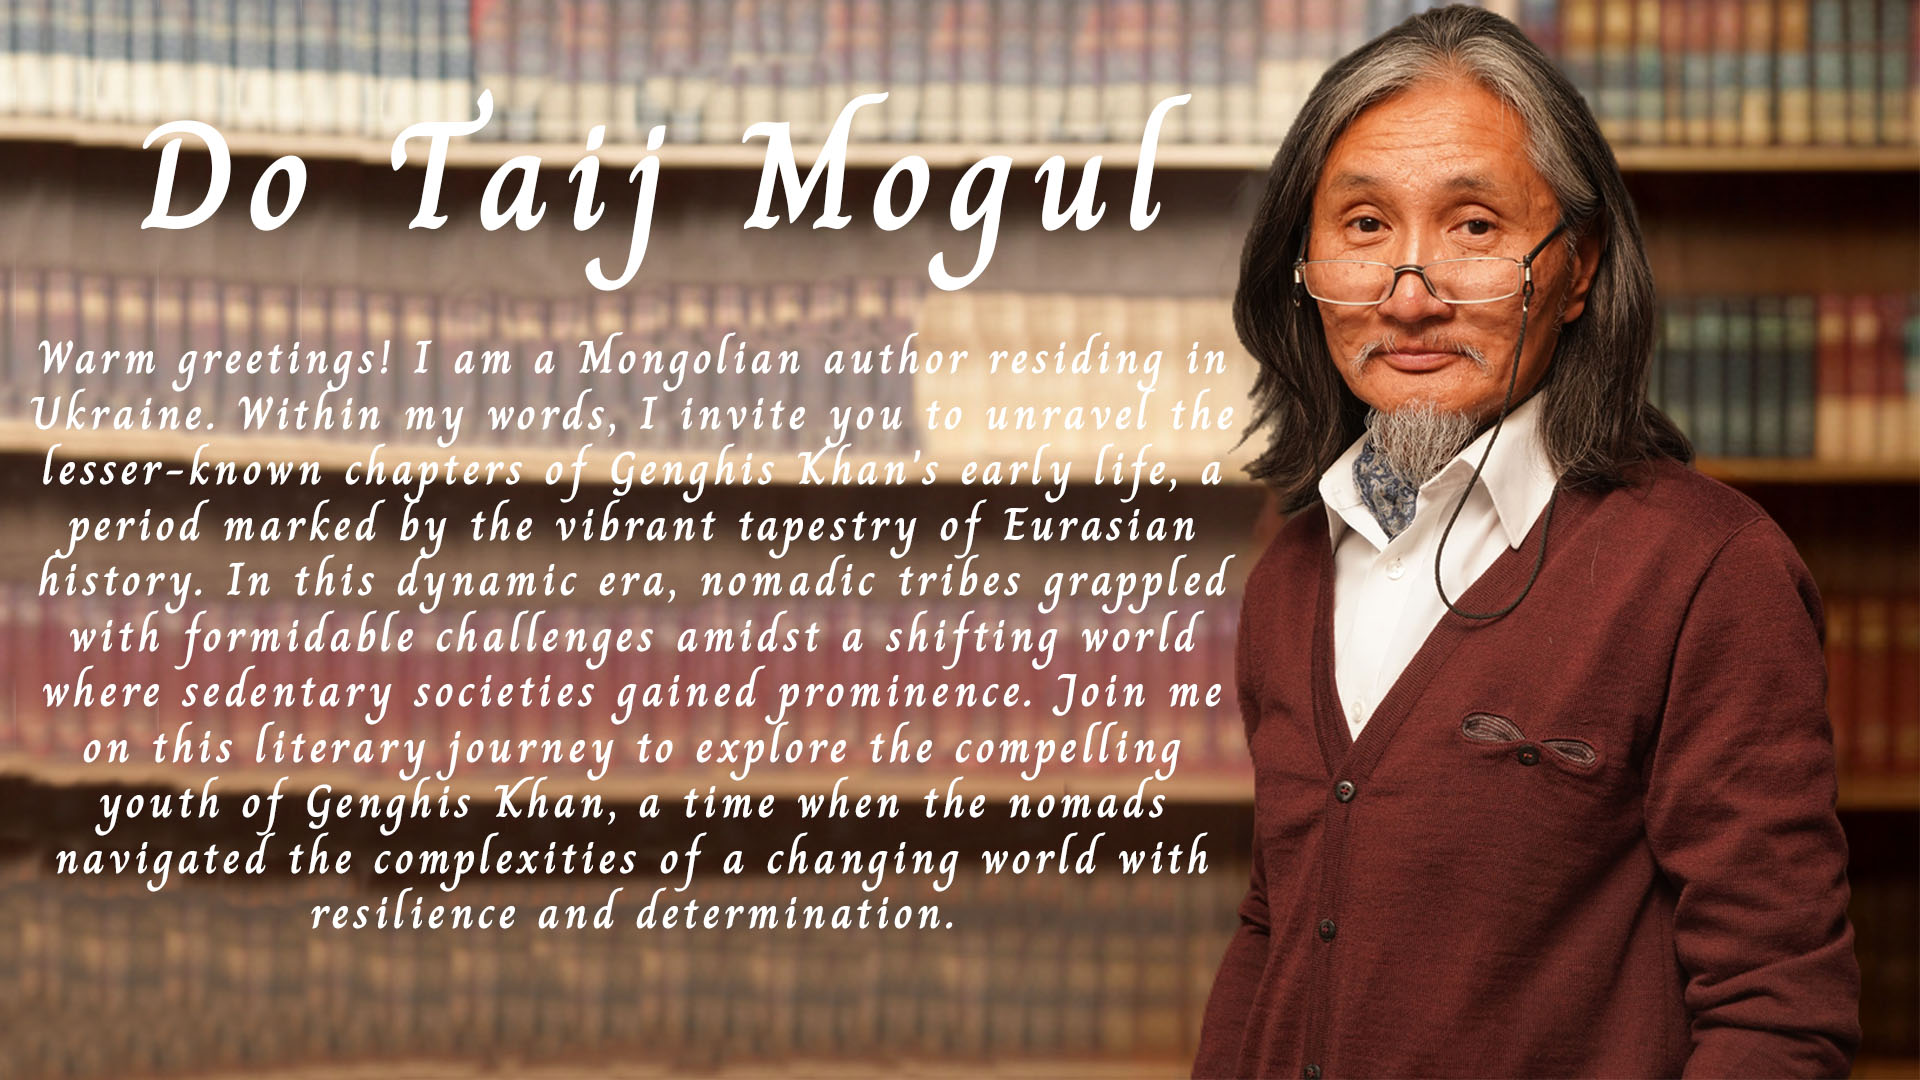 Do Taij Mogul
Warm greetings! I am a Mongolian author residing in
Ukraine. Within my words, I invite you to unravel the
lesser-known chapters of Genghis Khan's early life, a
period marked by the vibrant tapestry of Eurasian
history. In this dynamic era, nomadic tribes grappled
with formidable challenges amidst a shifting world
where sedentary societies gained prominence. Join me
on this literary journey to explore the compelling
youth of Genghis Khan, a time when the nomads
navigated the complexities of a changing world with
resilience and determination.